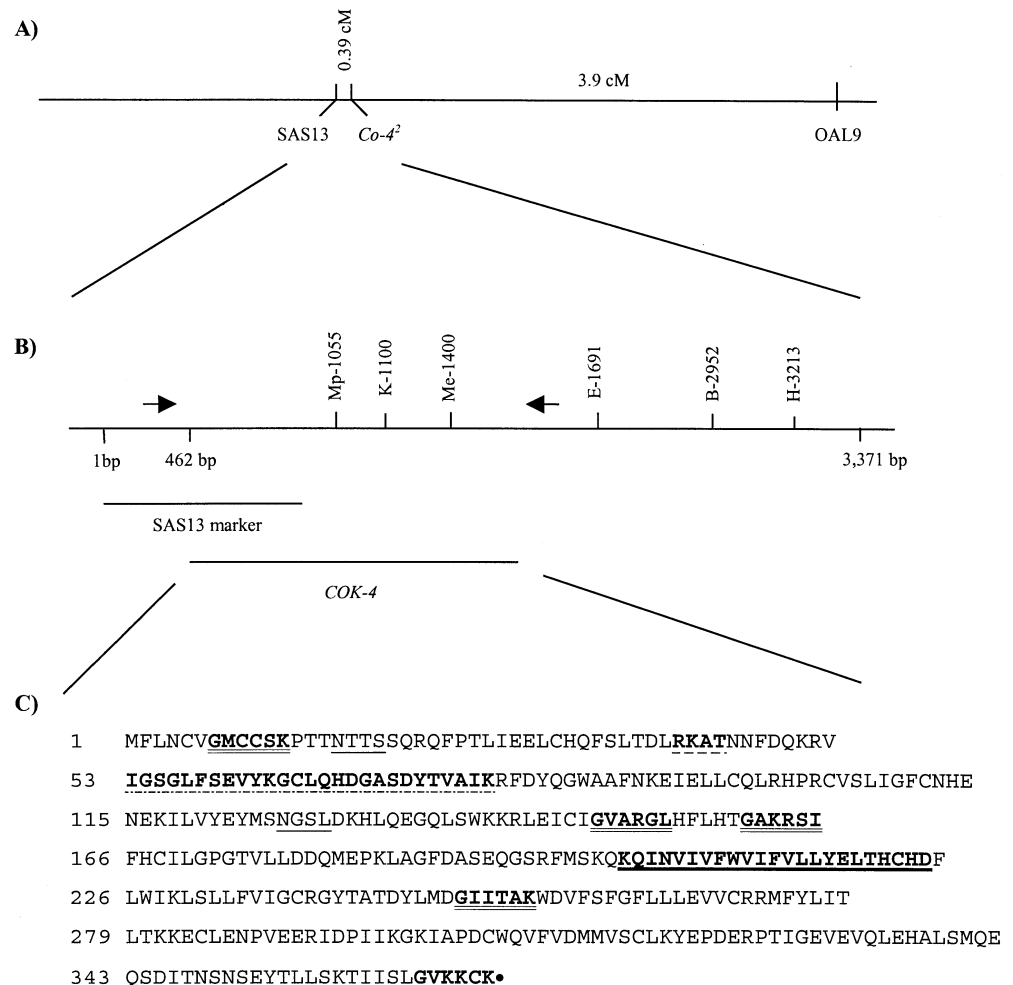 A)
0.39 cM
3.9 cM
SAS13
Co-4²
OAL9
B)
Mp-1055
K-1100
Me-1400
E-1691
B-2952
H-3213
1bp
462 bp
3,371 bp
SAS13 marker
COK-4
C)
1 MFLNCVGMCCSKPTTNTTSSQRQFPTLIEELCHQFSLTDLRKATNNFDQKRV
53 IGSGLFSEVYKGCLQHDGASDYTVAIKRFDYQGWAAFNKEIELLCQLRHPRCVSLIGFCNHE
115 NEKILVYEYMSNGSLDKHLQEGQLSWKKRLEICIGVARGLHFLHTGAKRSI
166 FHCILGPGTVLLDDQMEPKLAGFDASEQGSRFMSKQKQINVIVFWVIFVLLYELTHCHDF
226 LWIKLSLLFVIGCRGYTATDYLMDGIITAKWDVFSFGFLLLEVVCRRMFYLIT
279 LTKKECLENPVEERIDPIIKGKIAPDCWQVFVDMMVSCLKYEPDERPTIGEVEVQLEHALSMQE
343 QSDITNSNSEYTLLSKTIISLGVKKCK•